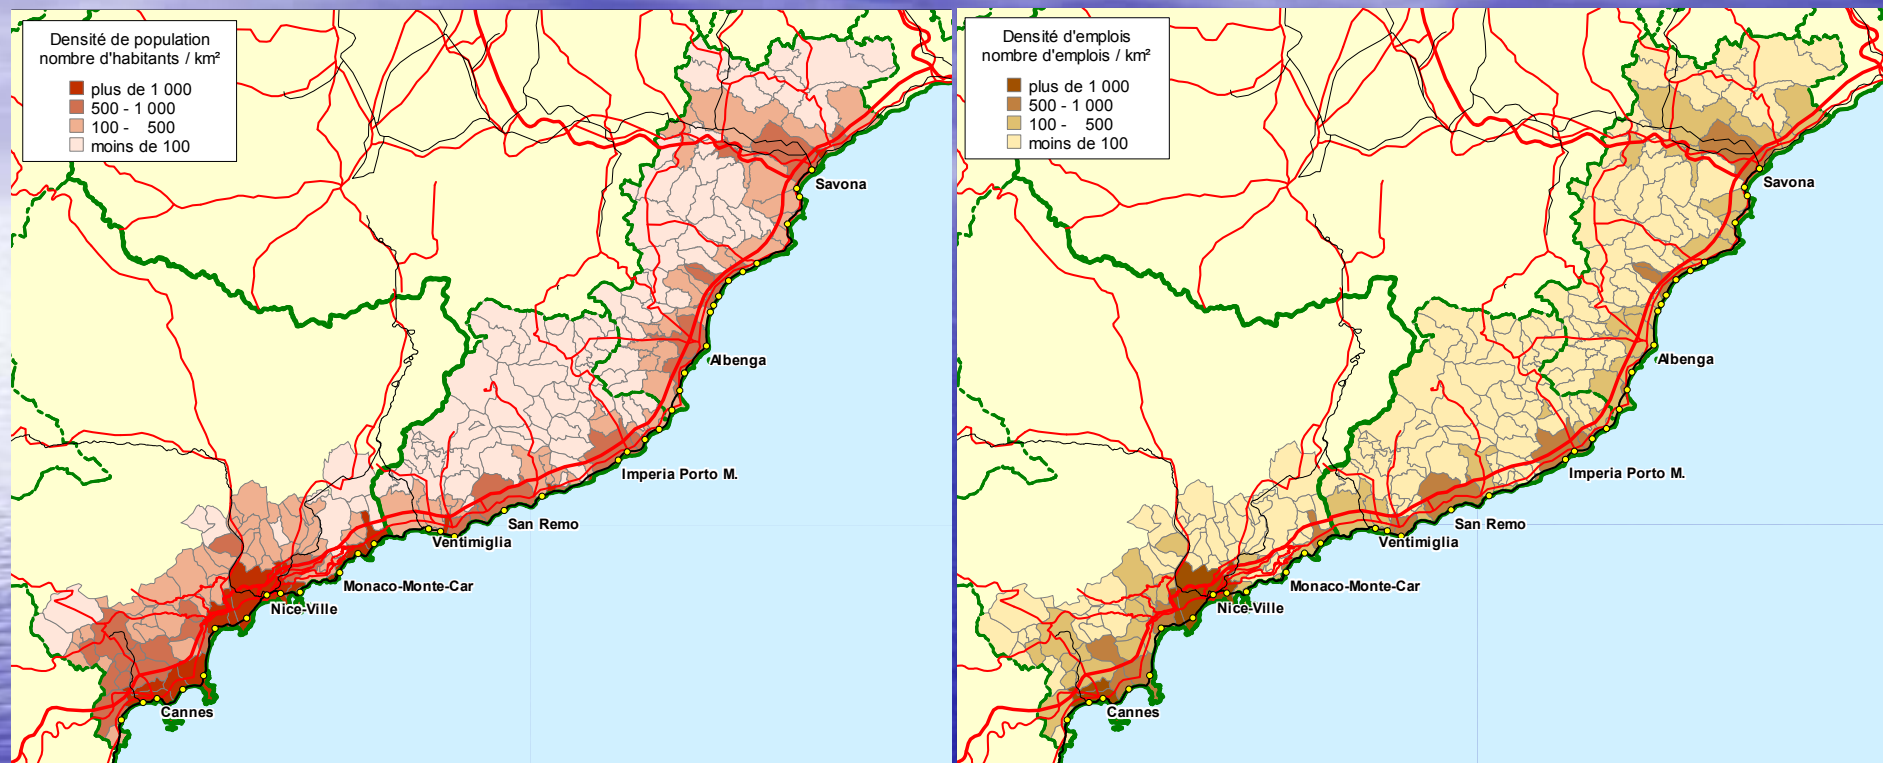 Densité de population
nombre d'habitants / km²
plus de 1 000
500 - 1 000
100 - 500
moins de 100
Savona
Albenga
Imperia Porto M.
San Remo
Ventimiglia
Monaco-Monte-Car
Nice-Ville
Cannes
Densité d'emplois
nombre d'emplois / km²
plus de 1 000
500 - 1 000
100 - 500
moins de 100
Savona
Albenga
Imperia Porto M.
San Remo
Ventimiglia
Monaco-Monte-Car
Nice-Ville
Cannes